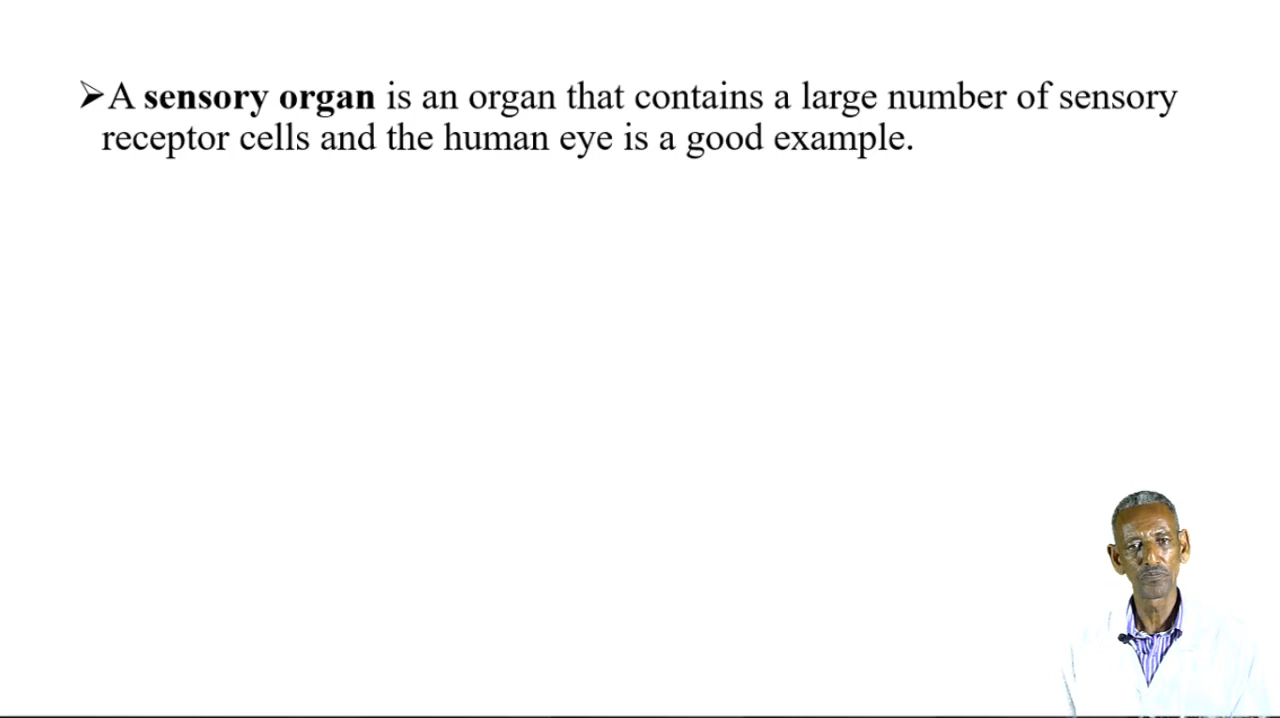 ➢A sensory organ is an organ that contains a large number of sensory
receptor cells and the human eye is a good example.